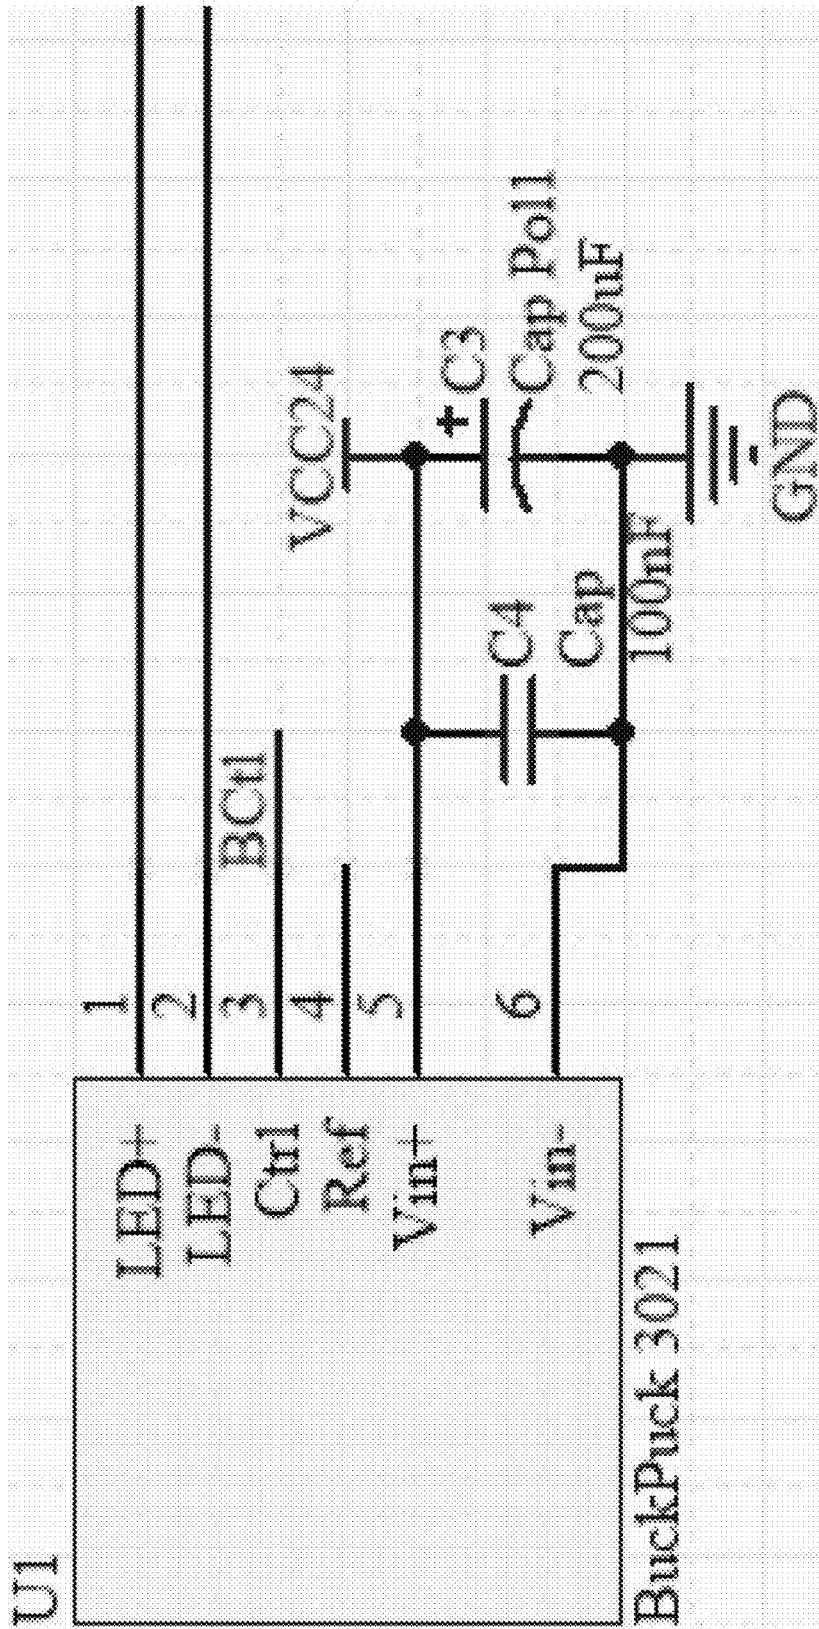 U1
LED+
LED-
Ctrl
Ref
Vin+
Vin-
BuckPuck 3021
1
2
3
4
5
6
BCtl
VCC24
C4
Cap
100nF
+
C3
Cap Pol1
200uF
GND